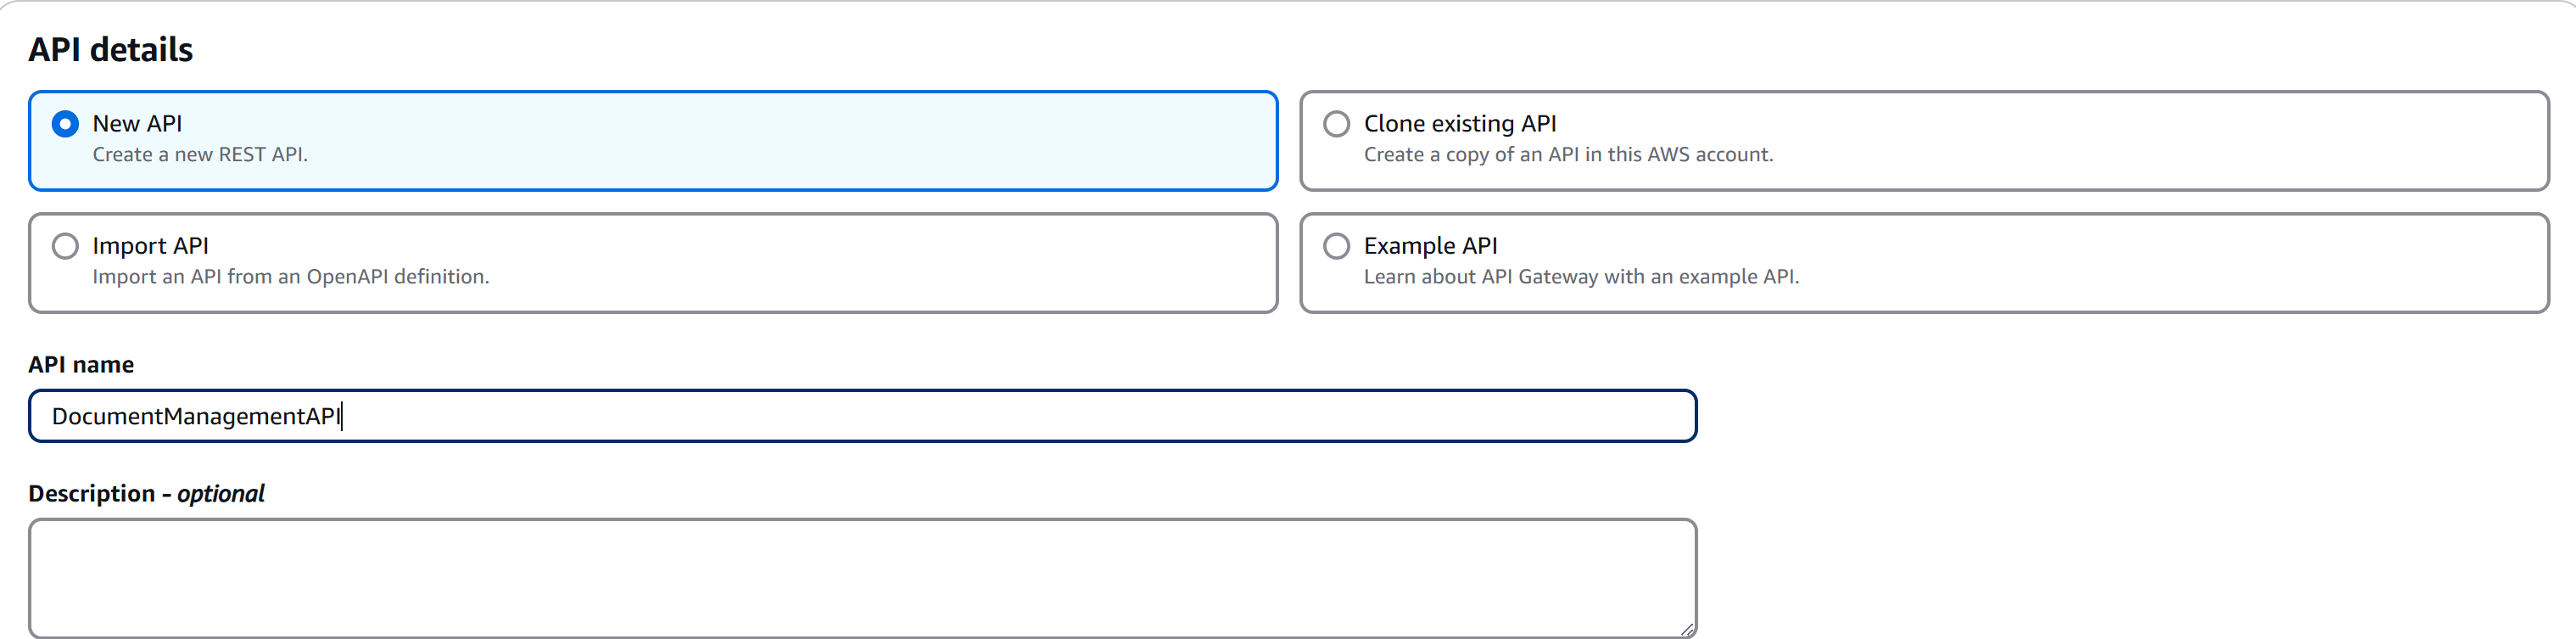 API details
New API
Create a new REST API.
Clone existing API
Create a copy of an API in this AWS account.
Import API
Import an API from an OpenAPI definition.
Example API
Learn about API Gateway with an example API.
API name
DocumentManagementAPI
Description - optional